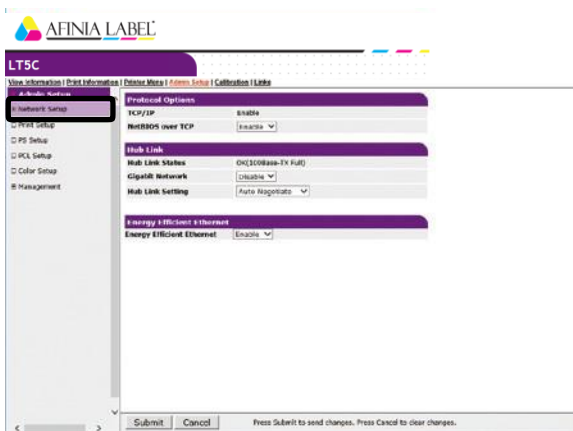 AFINIA LABEL
LT5C
View Information | Print Information | Printer Menu | Admin Setup | Calibration | Links
Admin Setup
Network Setup
Print Setup
PS Setup
PCL Setup
Color Setup
Management
Protocol Options
TCP/IP Enable
NetBIOS over TCP Enable
Hub Link
Hub Link Status OK(100Base-TX Full)
Gigabit Network Disable
Hub Link Setting Auto Negotiate
Energy Efficient Ethernet
Energy Efficient Ethernet Enable
Submit Cancel Press Submit to send changes. Press Cancel to clear changes.